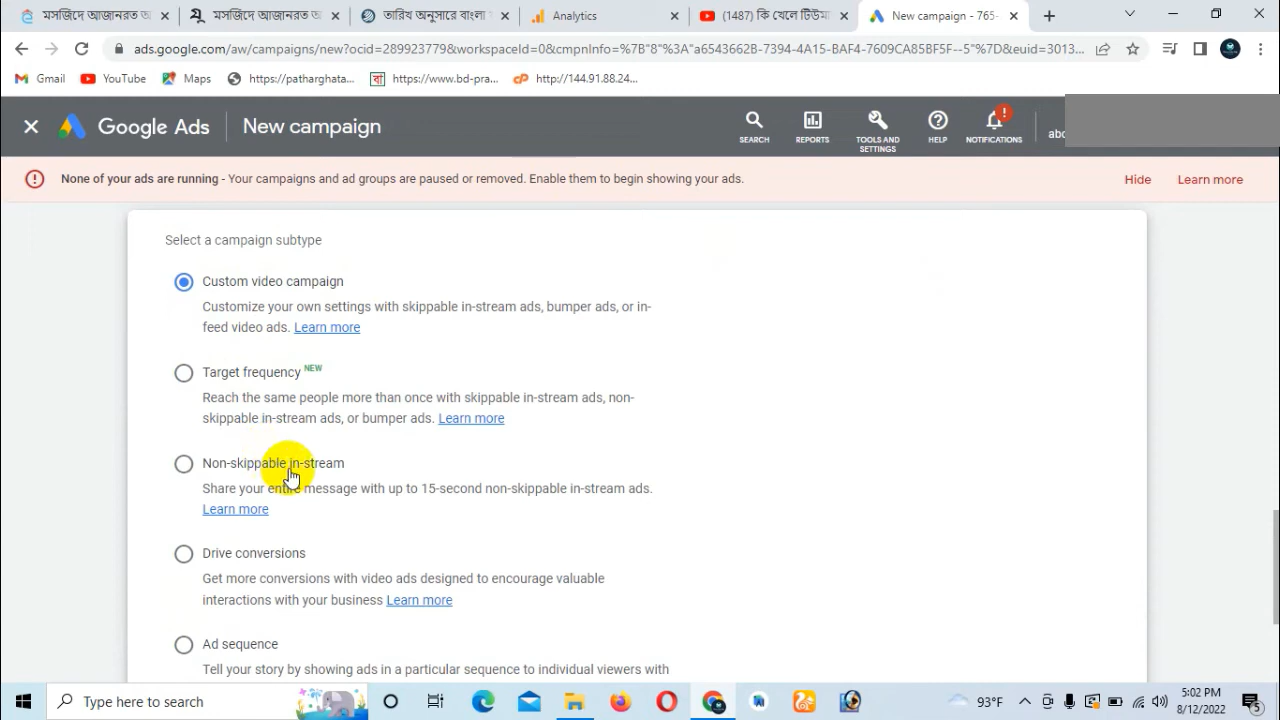 মসজিদে আজানরত অ
মসজিদে আজানরত অ
তারিখ অনুসারে বাংলা
Analytics
(1487) কি খেলে টিউমা
New campaign - 765-
ads.google.com/aw/campaigns/new?ocid=289923779&workspaceId=0&cmpnInfo=%7B"8"%3A"a6543662B-7394-4A15-BAF4-7609CA85BF5F--5"%7D&euid=3013...
Gmail
YouTube
Maps
https://patharghata...
https://www.bd-pra...
http://144.91.88.24...
Google Ads
New campaign
SEARCH
REPORTS
TOOLS AND
SETTINGS
HELP
NOTIFICATIONS
abc
None of your ads are running - Your campaigns and ad groups are paused or removed. Enable them to begin showing your ads.
Hide
Learn more
Select a campaign subtype
Custom video campaign
Customize your own settings with skippable in-stream ads, bumper ads, or in-
feed video ads. Learn more
Target frequency NEW
Reach the same people more than once with skippable in-stream ads, non-
skippable in-stream ads, or bumper ads. Learn more
Non-skippable in-stream
Share your entire message with up to 15-second non-skippable in-stream ads.
Learn more
Drive conversions
Get more conversions with video ads designed to encourage valuable
interactions with your business Learn more
Ad sequence
Tell your story by showing ads in a particular sequence to individual viewers with
Type here to search
93°F
5:02 PM
8/12/2022
5